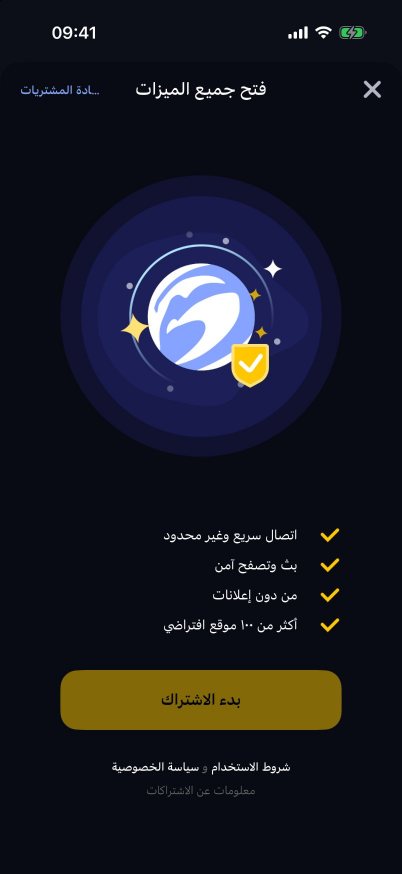 09:41
فتح جميع الميزات
...ادة المشتريات
اتصال سريع وغير محدود
بث وتصفح آمن
من دون إعلانات
أكثر من ١٠٠ موقع افتراضي
بدء الاشتراك
شروط الاستخدام و سياسة الخصوصية
معلومات عن الاشتراكات